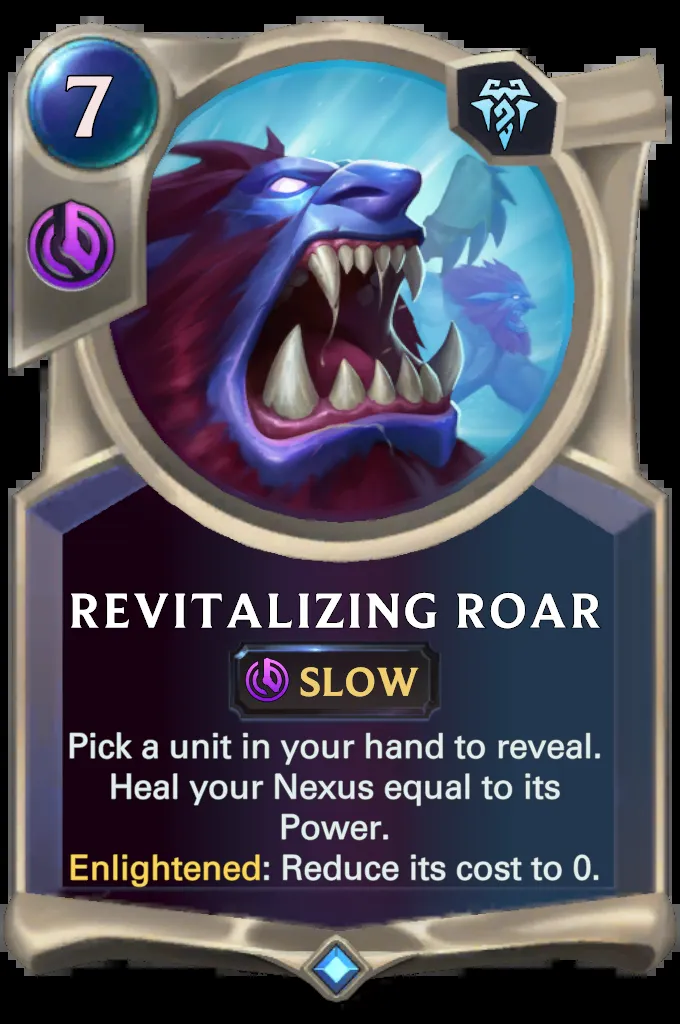 7
REVITALIZING ROAR
SLOW
Pick a unit in your hand to reveal.
Heal your Nexus equal to its
Power.
Enlightened: Reduce its cost to 0.